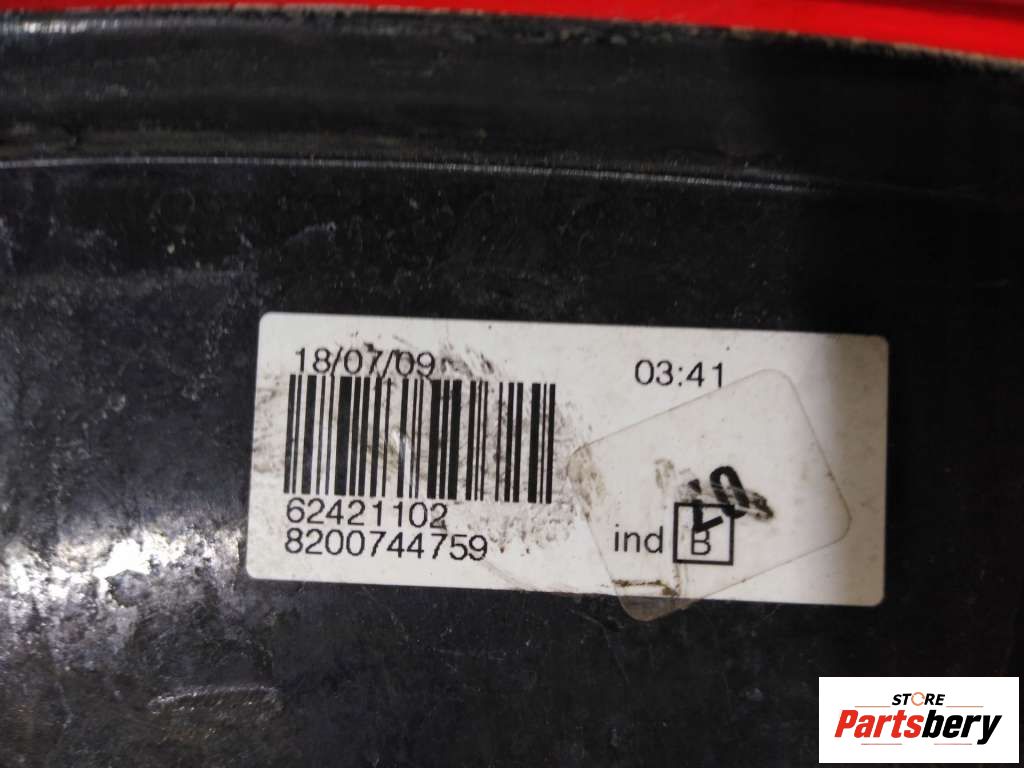 18/07/09 03:41
62421102
8200744759
ind B
STORE
Partsbery